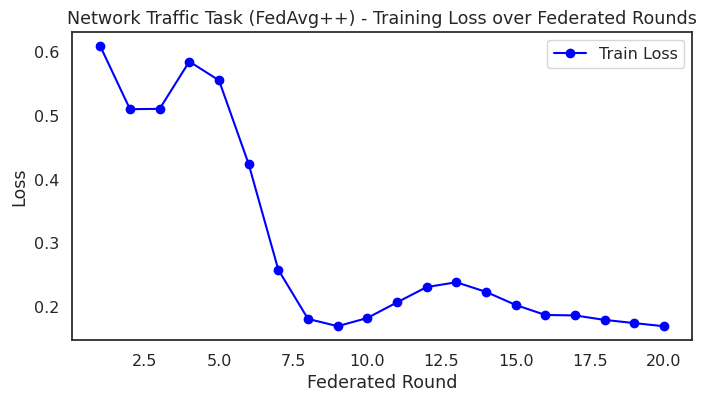 Network Traffic Task (FedAvg++) - Training Loss over Federated Rounds
Train Loss
Loss
0.6
0.5
0.4
0.3
0.2
2.5 5.0 7.5 10.0 12.5 15.0 17.5 20.0
Federated Round